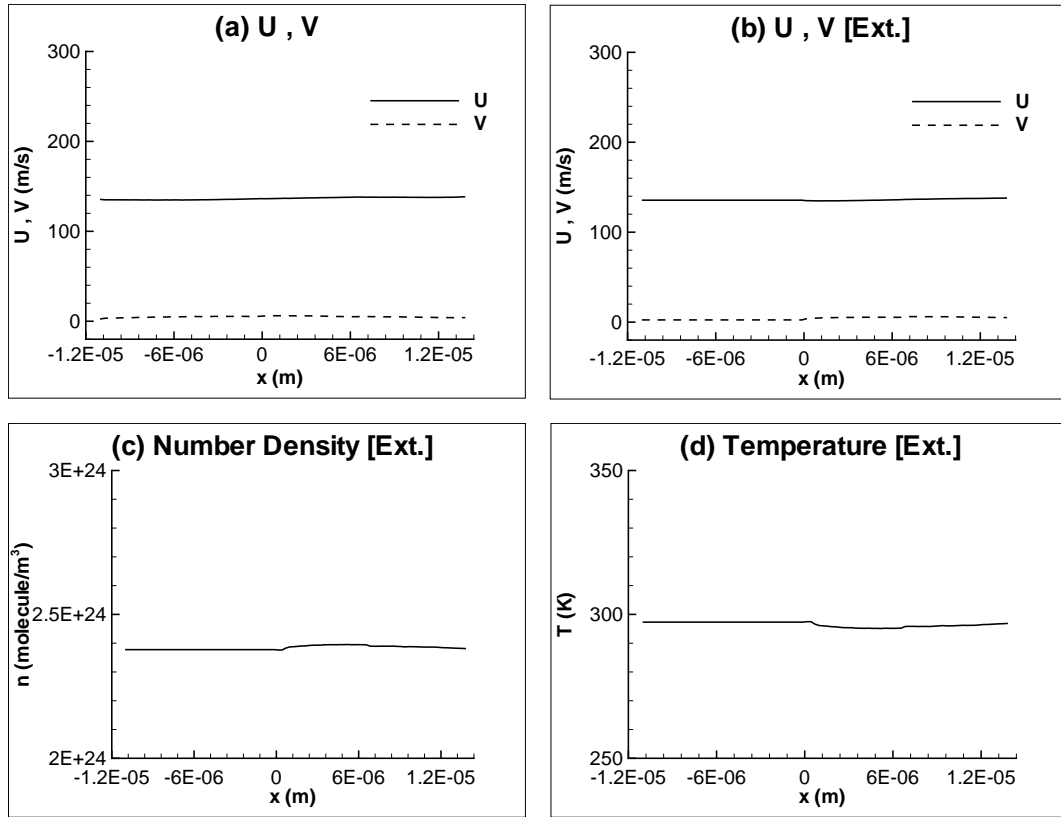 (a) U , V
300
200
100
0
U , V (m/s)
U
V
-1.2E-05 -6E-06 0 6E-06 1.2E-05
x (m)
(b) U , V [Ext.]
300
200
100
0
U , V (m/s)
U
V
-1.2E-05 -6E-06 0 6E-06 1.2E-05
x (m)
(c) Number Density [Ext.]
3E+24
2.5E+24
2E+24
n (molecule/m³)
-1.2E-05 -6E-06 0 6E-06 1.2E-05
x (m)
(d) Temperature [Ext.]
350
300
250
T (K)
-1.2E-05 -6E-06 0 6E-06 1.2E-05
x (m)